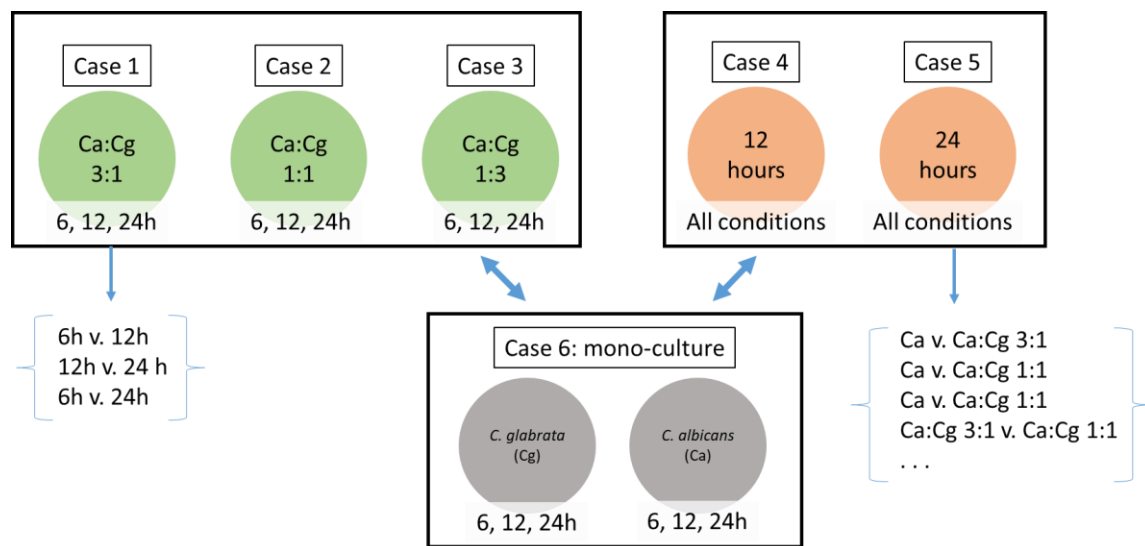 Case 1
Case 2
Case 3
Ca:Cg
3:1
Ca:Cg
1:1
Ca:Cg
1:3
6, 12, 24h
6, 12, 24h
6, 12, 24h
Case 4
Case 5
12
hours
24
hours
All conditions
All conditions
6h v. 12h
12h v. 24 h
6h v. 24h
Case 6: mono-culture
C. glabrata
(Cg)
C. albicans
(Ca)
6, 12, 24h
6, 12, 24h
Ca v. Ca:Cg 3:1
Ca v. Ca:Cg 1:1
Ca v. Ca:Cg 1:1
Ca:Cg 3:1 v. Ca:Cg 1:1
. . .